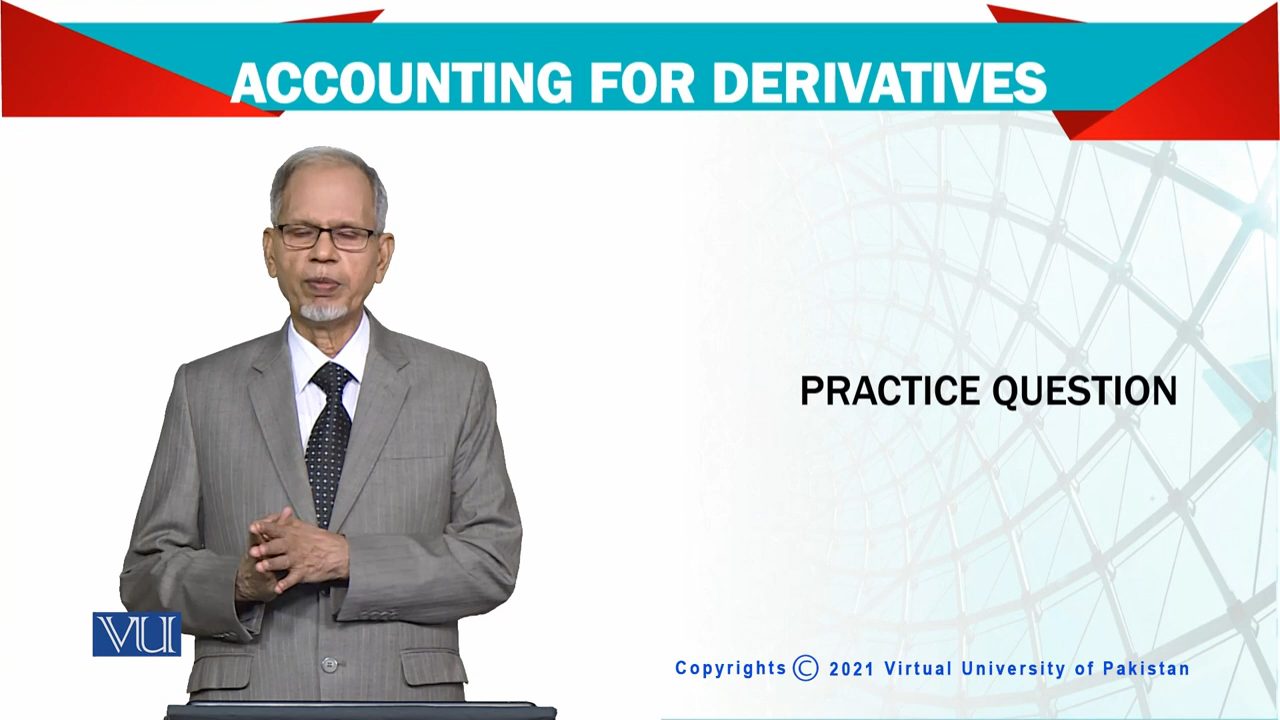 ACCOUNTING FOR DERIVATIVES
PRACTICE QUESTION
VU
Copyrights © 2021 Virtual University of Pakistan